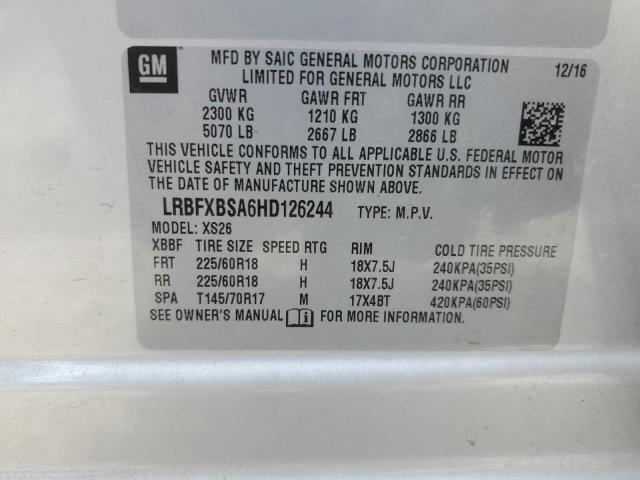 GM
MFD BY SAIC GENERAL MOTORS CORPORATION
LIMITED FOR GENERAL MOTORS LLC
12/16
GVWR GAWR FRT GAWR RR
2300 KG 1210 KG 1300 KG
5070 LB 2667 LB 2866 LB
THIS VEHICLE CONFORMS TO ALL APPLICABLE U.S. FEDERAL MOTOR
VEHICLE SAFETY AND THEFT PREVENTION STANDARDS IN EFFECT ON
THE DATE OF MANUFACTURE SHOWN ABOVE.
LRBFXBSA6HD126244 TYPE: M.P.V.
MODEL: XS26
XBBF TIRE SIZE SPEED RTG RIM COLD TIRE PRESSURE
FRT 225/60R18 H 18X7.5J 240KPA(35PSI)
RR 225/60R18 H 18X7.5J 240KPA(35PSI)
SPA T145/70R17 M 17X4BT 420KPA(60PSI)
SEE OWNER'S MANUAL FOR MORE INFORMATION.